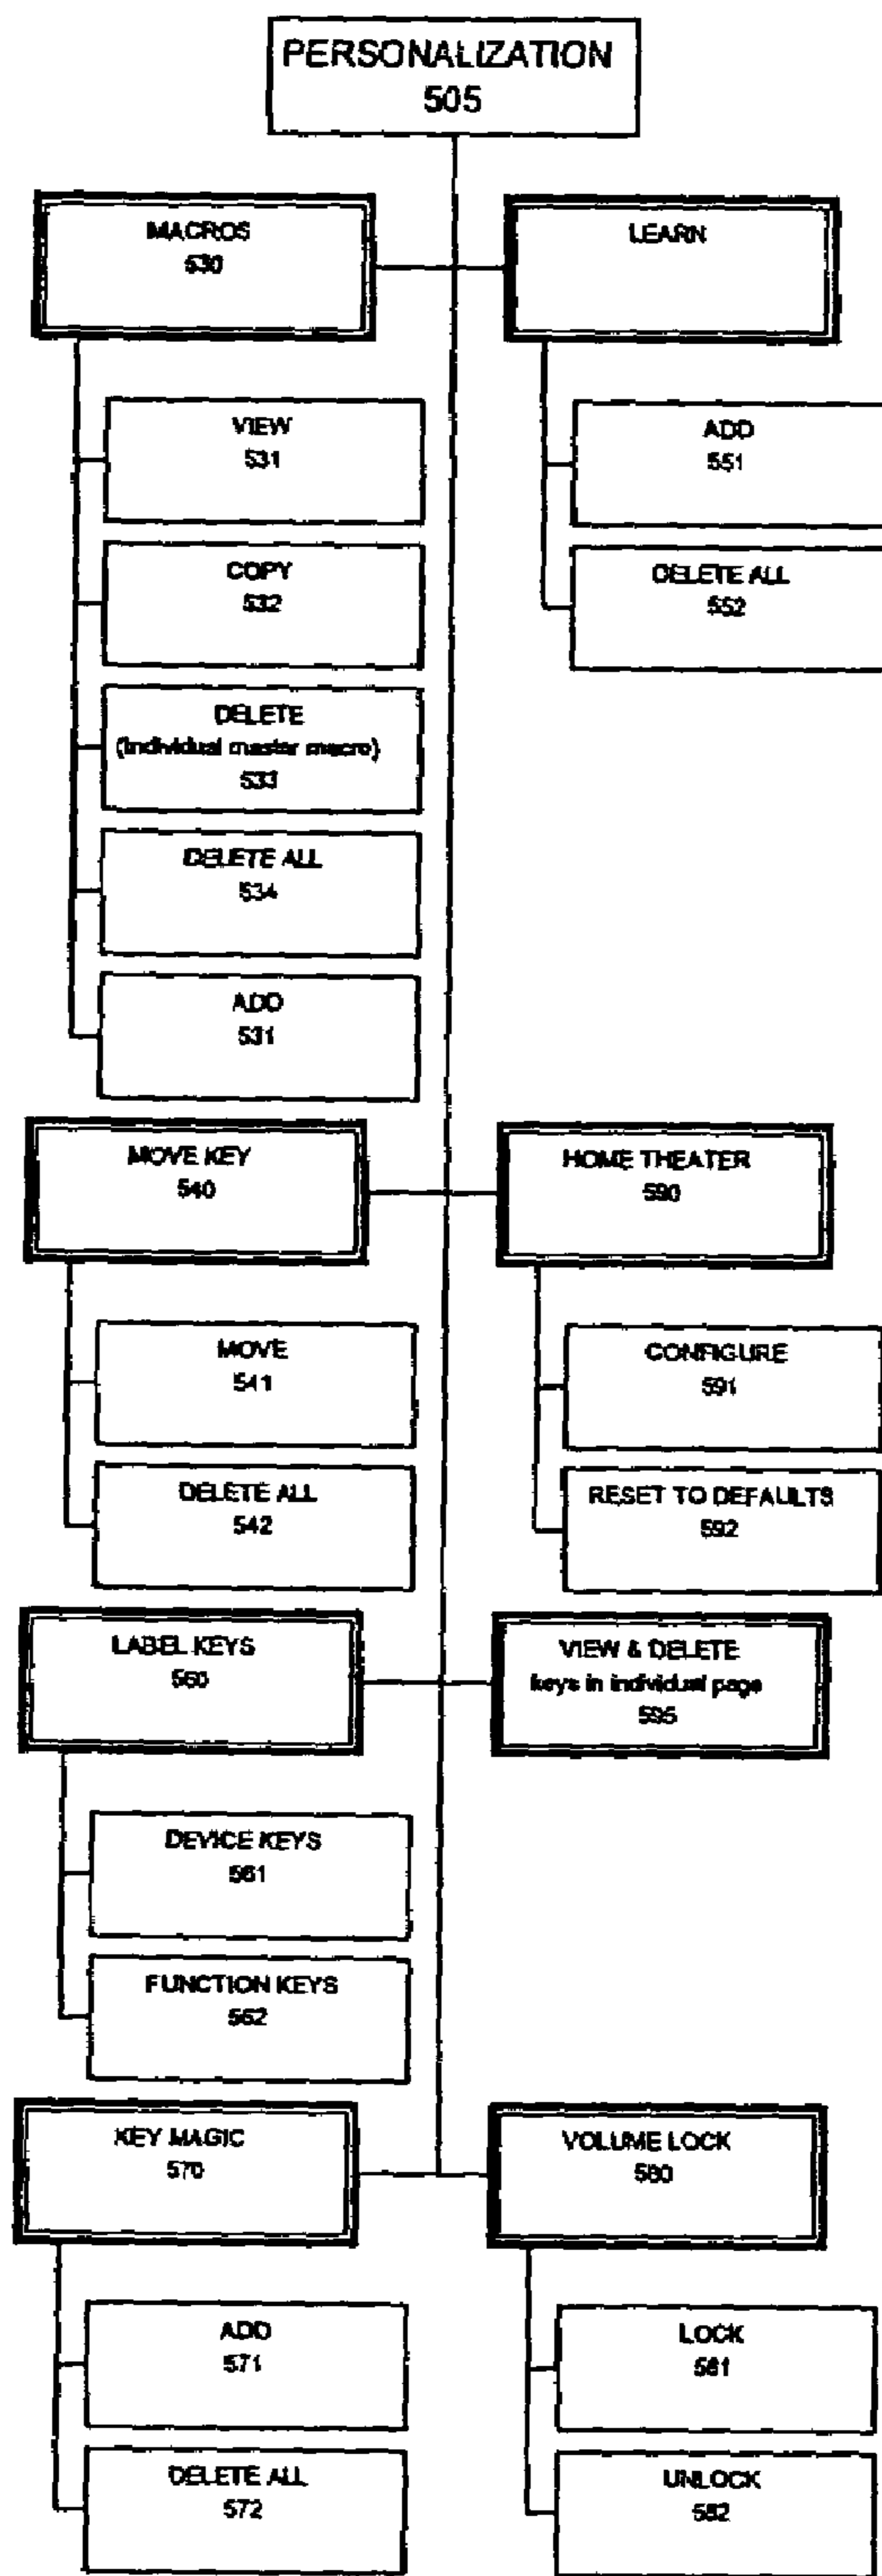 PERSONALIZATION
505
MACROS
530
LEARN
VIEW
531
ADD
551
COPY
532
DELETE ALL
552
DELETE
(Individual master macro)
533
DELETE ALL
534
ADD
531
MOVE KEY
540
HOME THEATER
590
MOVE
541
CONFIGURE
591
DELETE ALL
542
RESET TO DEFAULTS
592
LABEL KEYS
560
VIEW & DELETE
keys in individual page
595
DEVICE KEYS
561
FUNCTION KEYS
562
KEY MAGIC
570
VOLUME LOCK
580
ADD
571
LOCK
581
DELETE ALL
572
UNLOCK
582